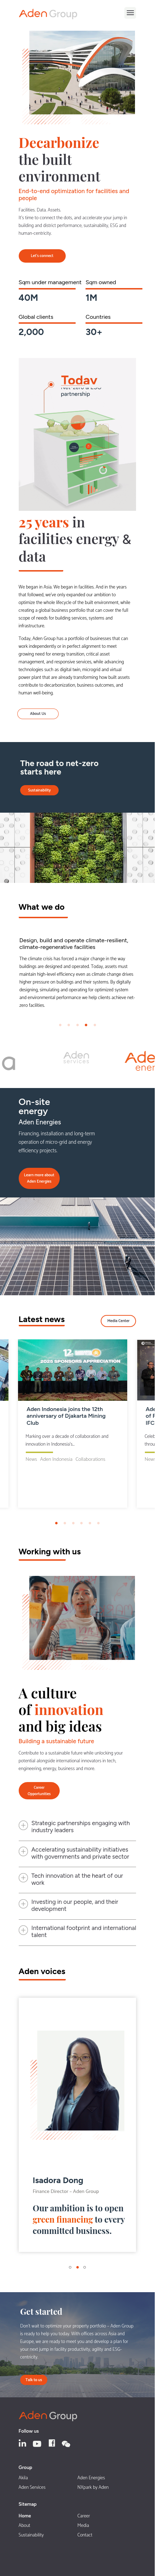 Aden Group
Decarbonize
the built
environment
End-to-end optimization for facilities and
people
Facilities. Data. Assets
It's time to connect the dots, and accelerate your jump in
building and district performance, sustainability, ESG and
human-centricity.
Let's connect
Sqm under management
40M
Sqm owned
1M
Global clients
2,000
Countries
30+
Today
partnership
25 years in
facilities energy &
data
We began in Asia. We began in facilities. And in the years
that followed, we've only expanded our ambition to
optimize the whole lifecycle of the built environment, while
creating a global business partner that could cover the full
scope of needs for building services, systems and
infrastructure.
Today, Aden Group has a portfolio of businesses that can
work independently or in perfect alignment to meet
growing need for energy transition, critical asset
management, and responsive services, while advancing
technologies such as digital twin, microgrid and virtual
power plant that are already transforming how built assets
contribute to decarbonization, business outcomes, and
human well-being.
About Us
The road to net-zero
starts here
Sustainability
What we do
Design, build and operate climate-resilient,
climate-regenerative facilities
The climate crisis stands to drive a major change in the way
buildings are designed and operated. Today, assets must
maintain high-level efficiency even as climate change places
higher pressures on buildings and their systems. By digitally
designing, simulating and optimizing for optimal system
and environmental performance we help clients achieve net-
zero facilities.
a
Aden
services
Ade
ener
On-site
energy
Aden Energies
Financing, installation and long-term
operation of micro-grid and energy
efficiency projects.
Learn more about
Aden Energies
Latest news
Media Center
Aden Indonesia joins the 12th
anniversary of Djakarta Mining
Club
Marking over a decade of collaboration and
innovation in Indonesia's...
News Aden Indonesia Collaborations
Ade
of F
IFC
Celel
throu
News
Working with us
A culture
of innovation
and big ideas
Building a sustainable future
Contribute to a sustainable future while unlocking your
potential alongside international innovators in tech,
engineering, energy, business and more.
Career
Opportunities
Strategic partnerships engaging with
industry leaders
Accelerating sustainability initiatives
with governments and private sector
Tech innovation at the heart of our
work
Investing in our people, and their
development
International footprint and international
talent
Aden voices
Isadora Dong
Finance Director – Aden Group
Our ambition is to open
green financing to every
committed business.
Get started
Don't wait to optimize your property portfolio – Aden Group
is ready to help you today. With offices across Asia and
Europe, we are ready to meet you and develop a plan for
your next jump in facility productivity, agility and ESG-
centricity.
Talk to us
Aden Group
Follow us
Group
Akila
Aden Energies
Aden Services
NXpark by Aden
Sitemap
Home
Career
About
Media
Sustainability
Contact